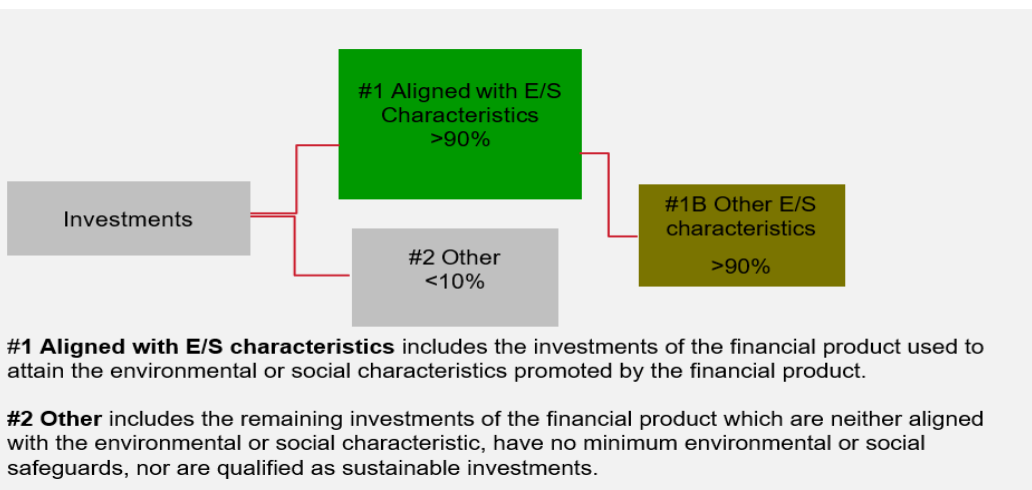 #1 Aligned with E/S
Characteristics
>90%
Investments
#1B Other E/S
characteristics
>90%
#2 Other
<10%
#1 Aligned with E/S characteristics includes the investments of the financial product used to
attain the environmental or social characteristics promoted by the financial product.
#2 Other includes the remaining investments of the financial product which are neither aligned
with the environmental or social characteristic, have no minimum environmental or social
safeguards, nor are qualified as sustainable investments.